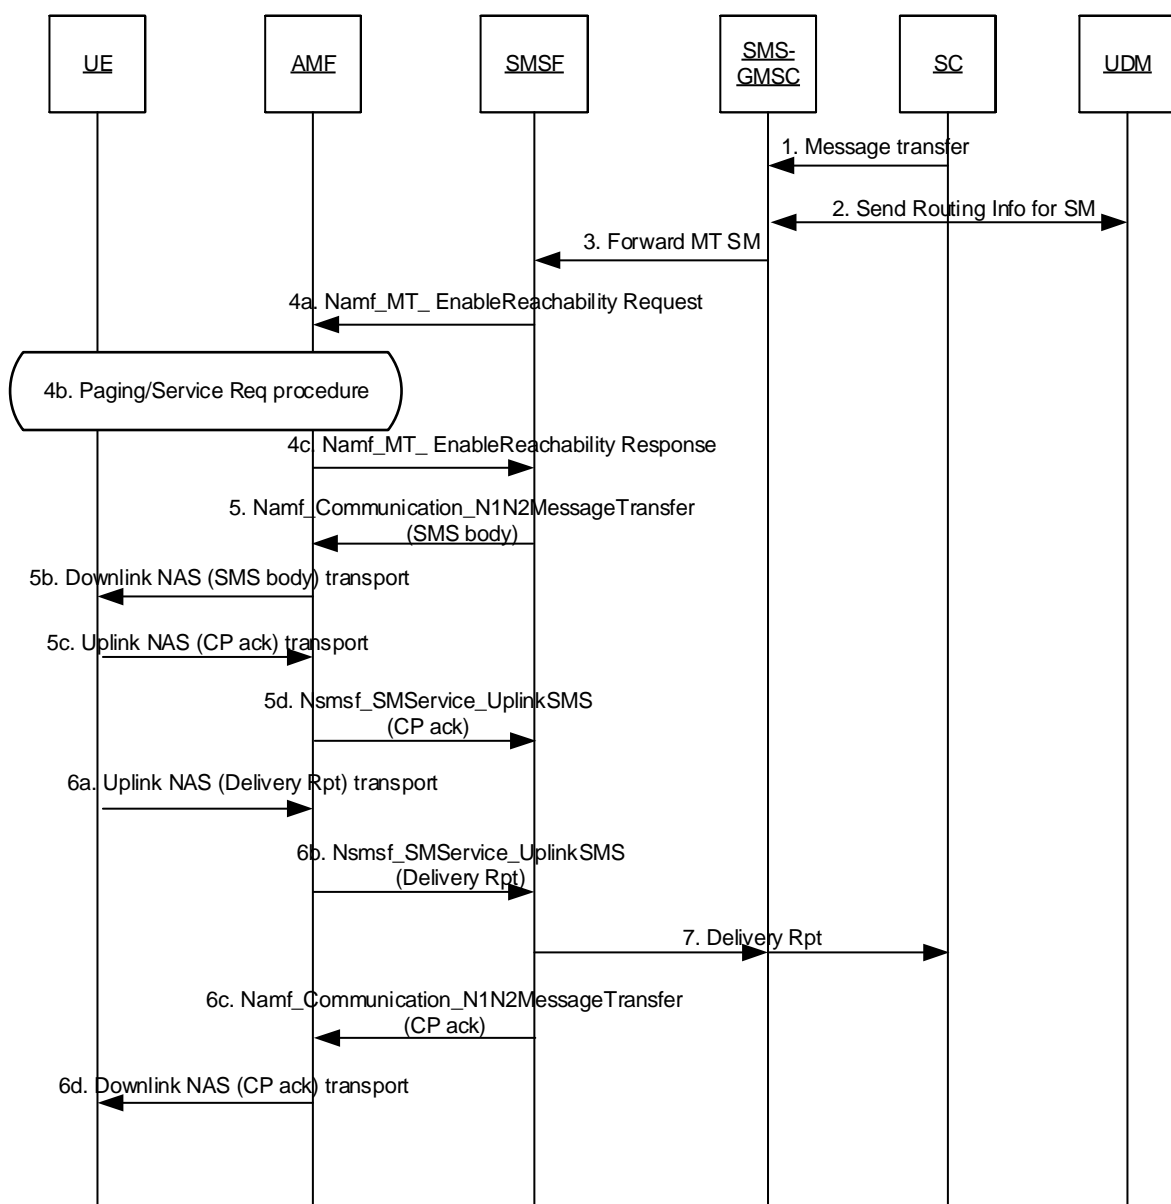 UE
AMF
SMSF
SMS-
GMSC
SC
UDM
1. Message transfer
2. Send Routing Info for SM
3. Forward MT SM
4a. Namf_MT_ EnableReachability Request
4b. Paging/Service Req procedure
4c. Namf_MT_ EnableReachability Response
5. Namf_Communication_N1N2MessageTransfer
(SMS body)
5b. Downlink NAS (SMS body) transport
5c. Uplink NAS (CP ack) transport
5d. Nsmsf_SMService_UplinkSMS
(CP ack)
6a. Uplink NAS (Delivery Rpt) transport
6b. Nsmsf_SMService_UplinkSMS
(Delivery Rpt)
7. Delivery Rpt
6c. Namf_Communication_N1N2MessageTransfer
(CP ack)
6d. Downlink NAS (CP ack) transport